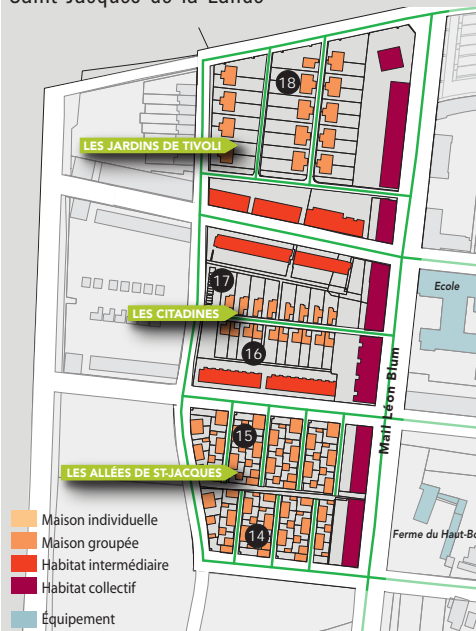 Saint-Jacques-de-la-Lande
18
LES JARDINS DE TIVOLI
17
Ecole
LES CITADINES
16
Mail Léon Blum
15
LES ALLÉES DE ST-JACQUES
14
Ferme du Haut-Bo
Maison individuelle
Maison groupée
Habitat intermédiaire
Habitat collectif
Équipement